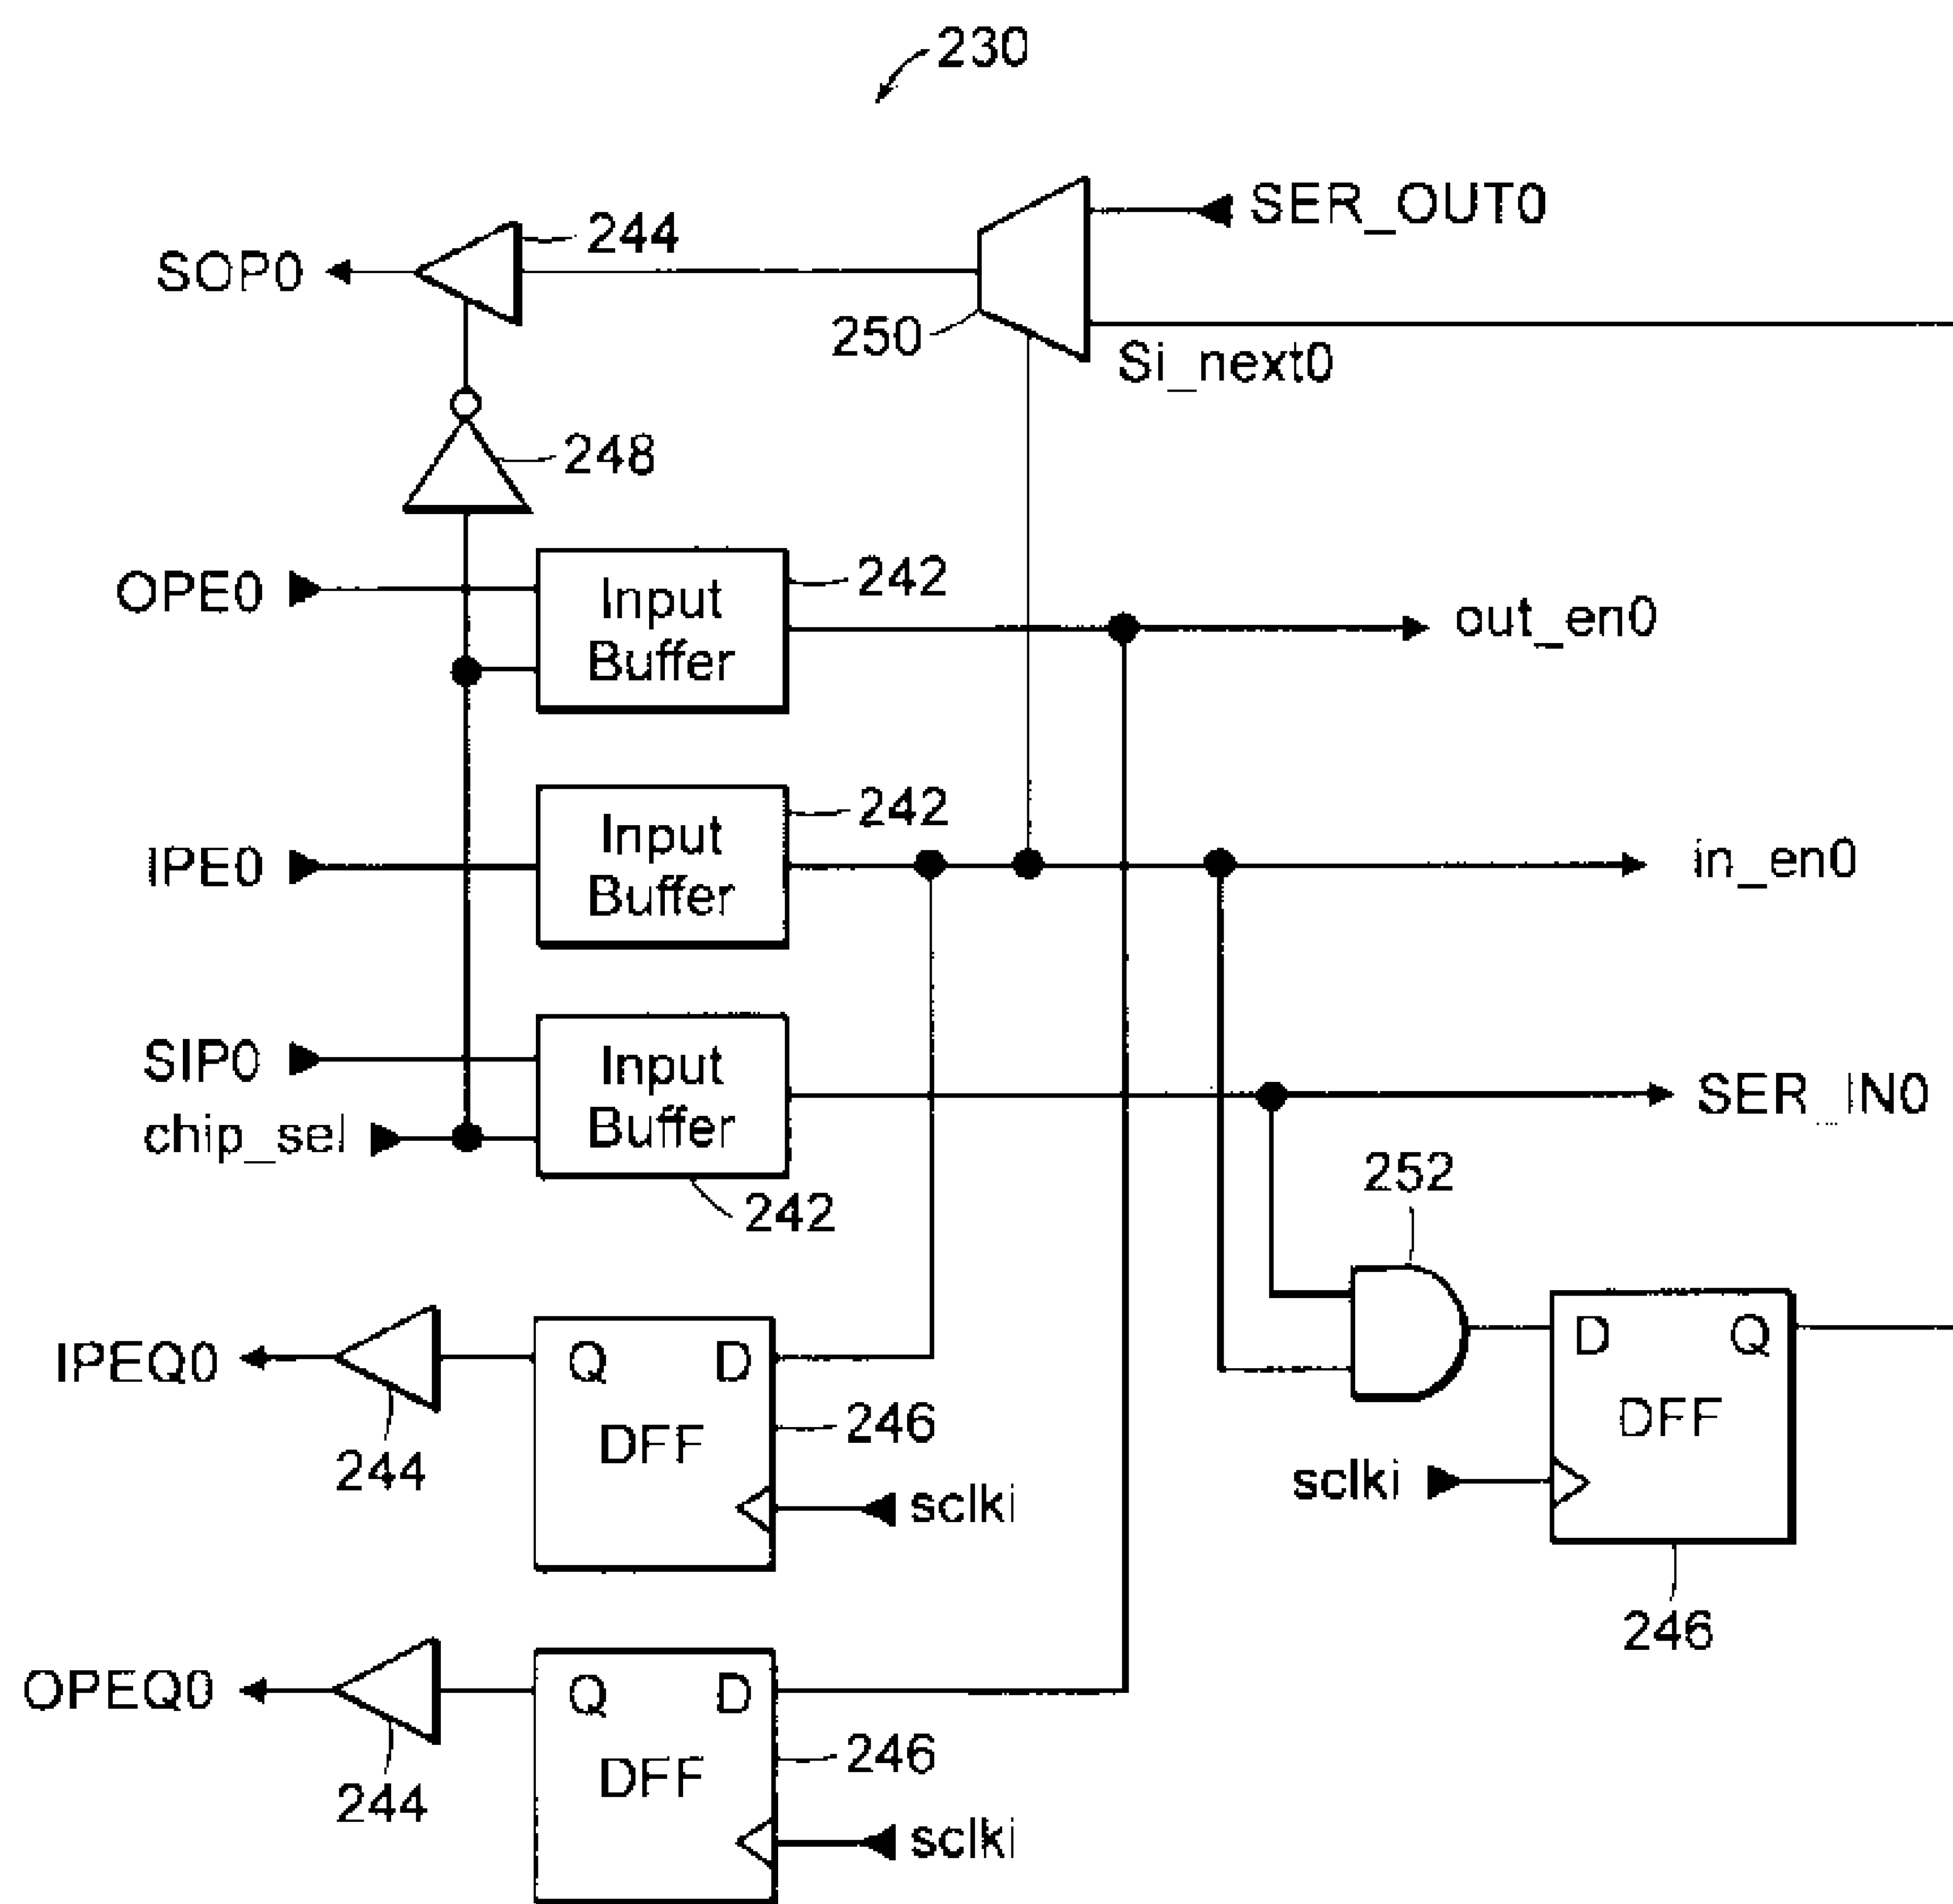 230
SER_OUT0
244
SOP0
250
Si_next0
248
OPE0
Input
Buffer
242
out_en0
IPE0
Input
Buffer
242
in_en0
SIP0
Input
Buffer
SER_IN0
chip_sel
242
252
IPEQ0
Q
D
DFF
246
244
sclki
D
Q
DFF
sclki
246
OPEQ0
Q
D
DFF
246
244
sclki